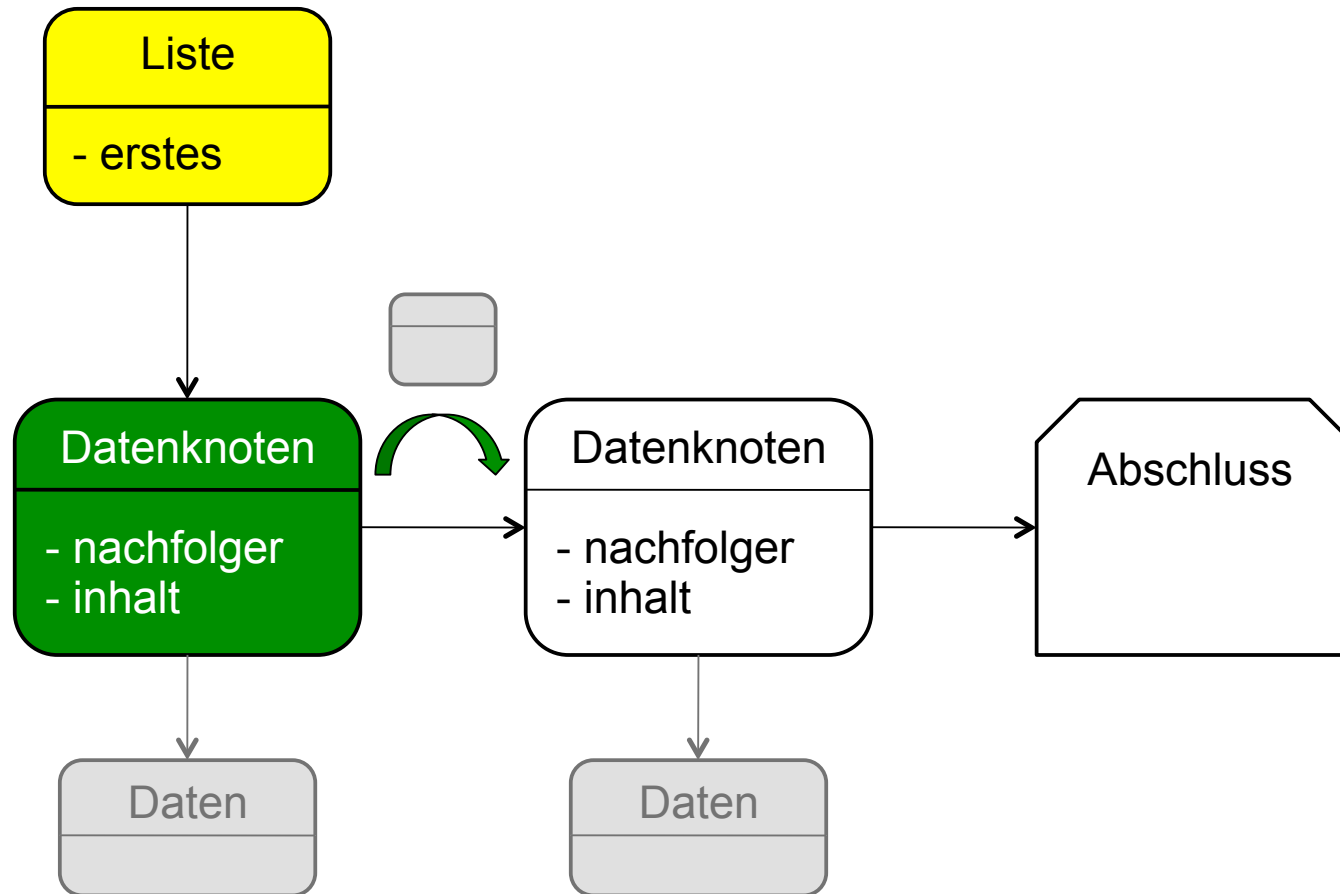 Liste
- erstes
Datenknoten
- nachfolger
- inhalt
Datenknoten
- nachfolger
- inhalt
Abschluss
Daten
Daten